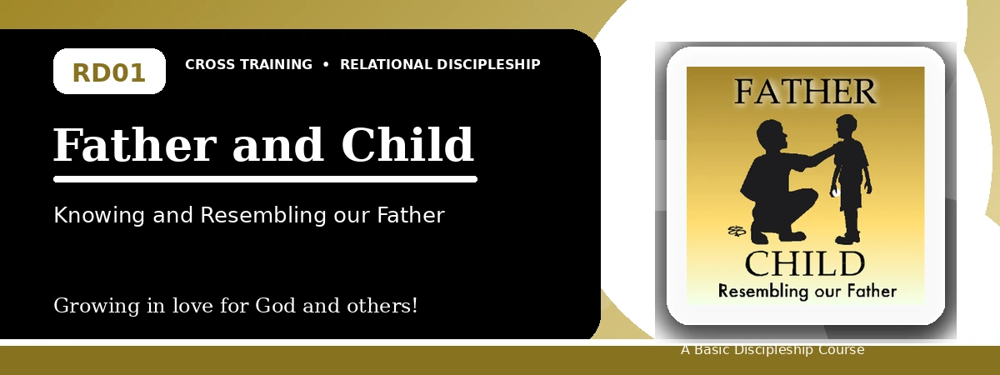 RD01
CROSS TRAINING • RELATIONAL DISCIPLESHIP
Father and Child
Knowing and Resembling our Father
Growing in love for God and others!
FATHER
CHILD
Resembling our Father
A Basic Discipleship Course